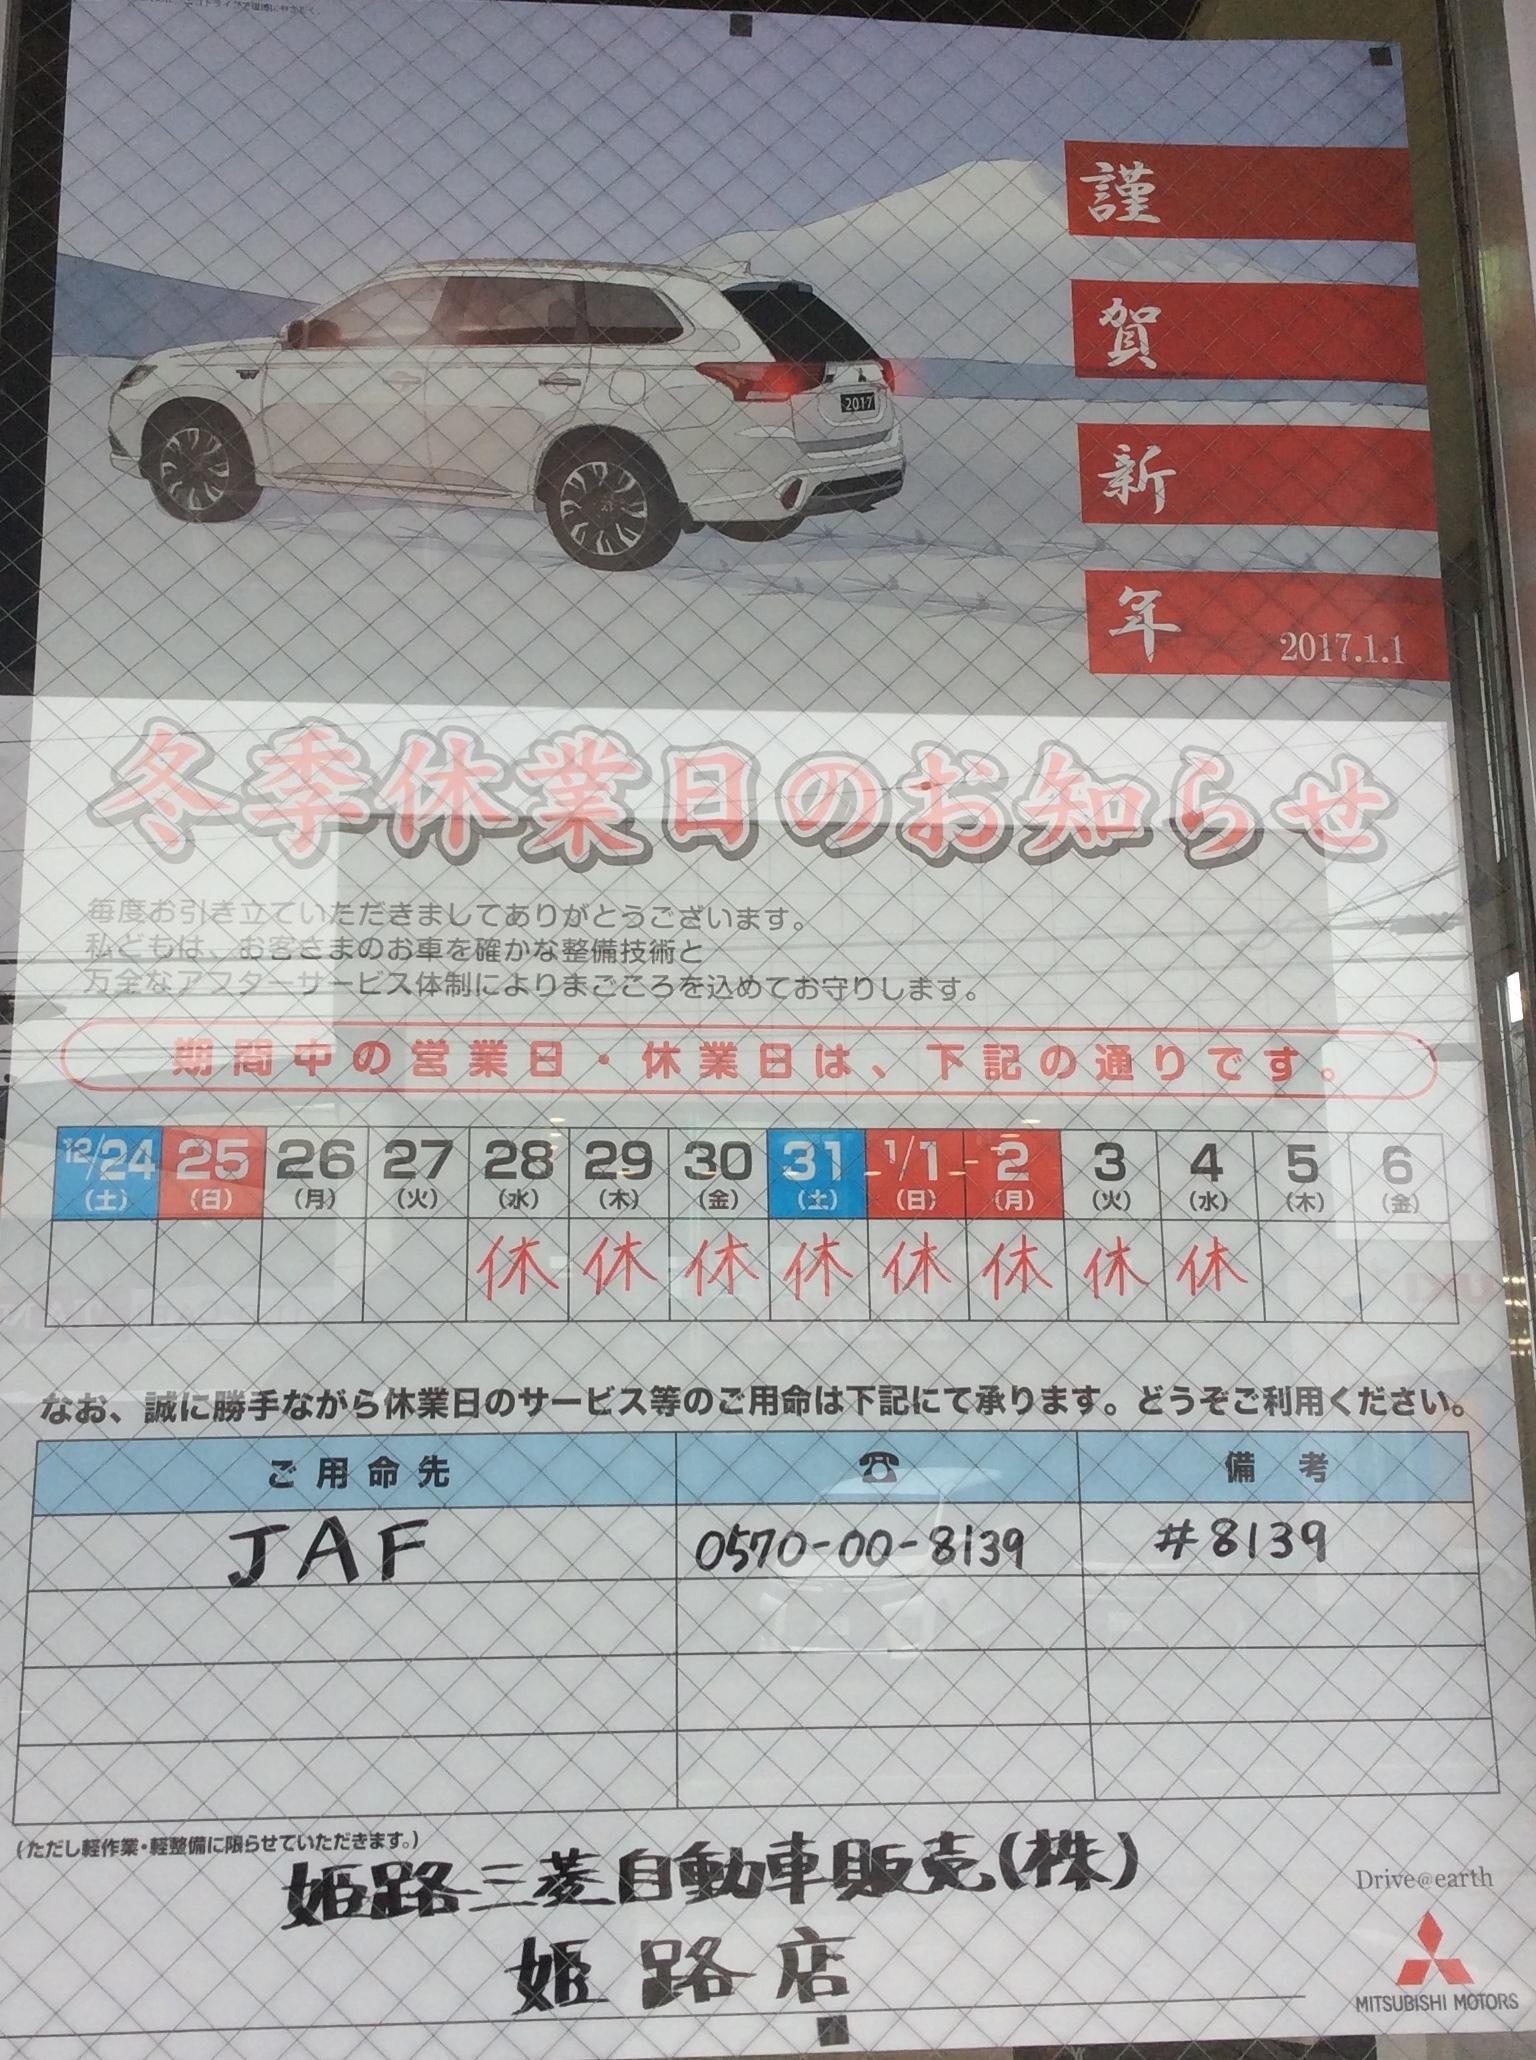 謹
賀
新
年
2017.1.1
2017
冬季休業日のお知らせ
毎度お引き立ていただきましてありがとうございます。
私どもは、お客さまのお車を確かな整備技術と
万全なアフターサービス体制によりまごころを込めてお守りします。
期間中の営業日・休業日は、下記の通りです。
12/24 25 26 27 28 29 30 31 1/1 2 3 4 5 6
(土) (日) (月) (火) (水) (木) (金) (土) (日) (月) (火) (水) (木) (金)
休 休 休 休 休 休 休 休
なお、誠に勝手ながら休業日のサービス等のご用命は下記にて承ります。どうぞご利用ください。
ご用命先 ☎ 備考
JAF 0570-00-8139 #8139
(ただし軽作業・軽整備に限らせていただきます。)
姫路三菱自動車販売(株)
姫路店
Drive@earth
MITSUBISHI MOTORS